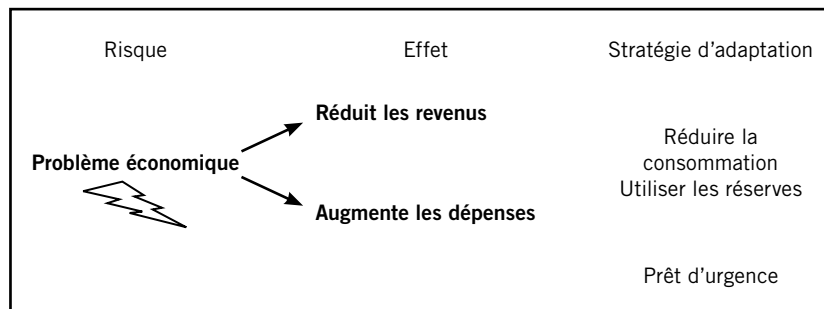 Risque Effet Stratégie d'adaptation
Réduit les revenus
Réduire la
Problème économique consommation
Utiliser les réserves
Augmente les dépenses
Prêt d'urgence